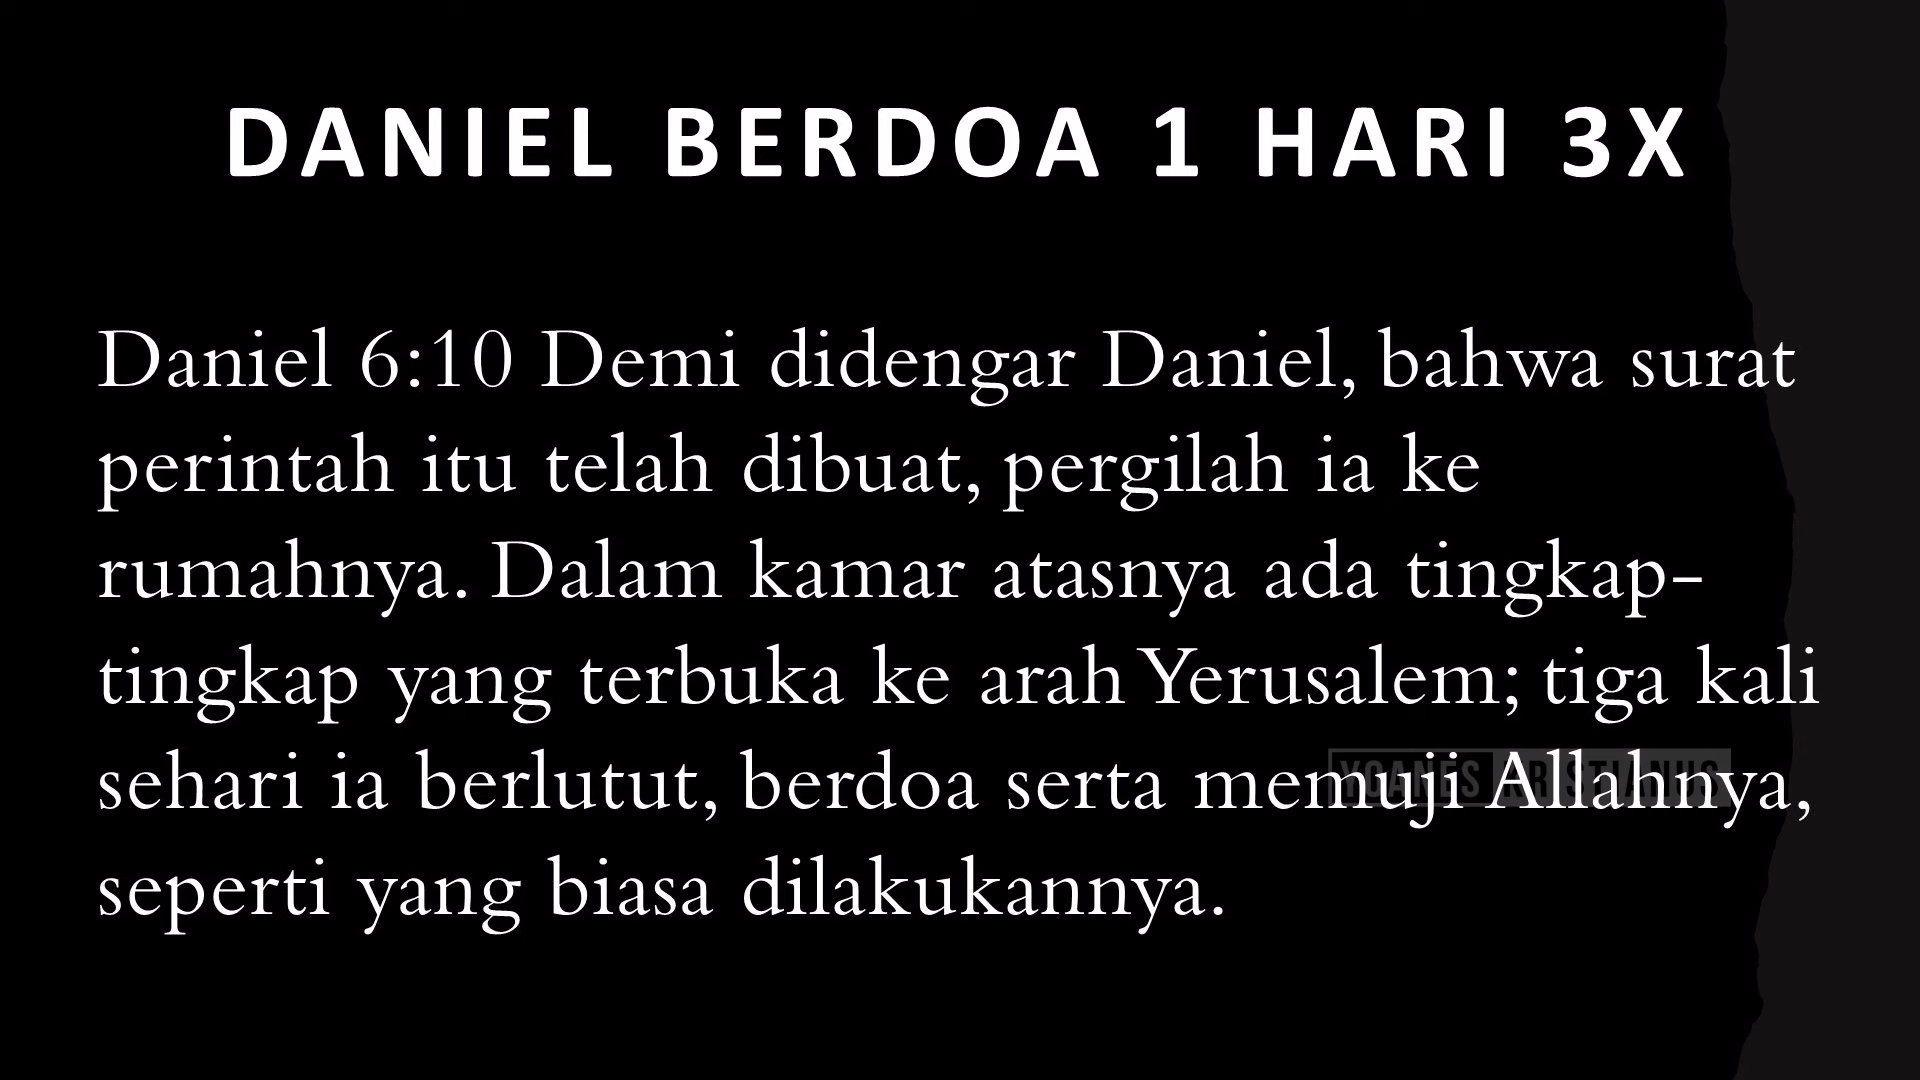 DANIEL BERDOA 1 HARI 3X
Daniel 6:10 Demi didengar Daniel, bahwa surat
perintah itu telah dibuat, pergilah ia ke
rumahnya. Dalam kamar atasnya ada tingkap-
tingkap yang terbuka ke arah Yerusalem; tiga kali
sehari ia berlutut, berdoa serta memuji Allahnya,
seperti yang biasa dilakukannya.